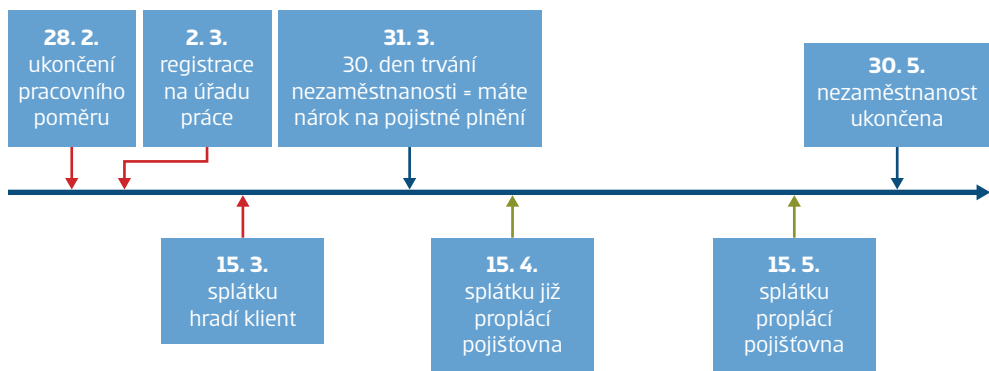 28. 2.
ukončení
pracovního
poměru
2. 3.
registrace
na úřadu
práce
31. 3.
30. den trvání
nezaměstnanosti = máte
nárok na pojistné plnění
30. 5.
nezaměstnanost
ukončena
15. 3.
splátku
hradí klient
15. 4.
splátku již
proplácí
pojišťovna
15. 5.
splátku
proplácí
pojišťovna